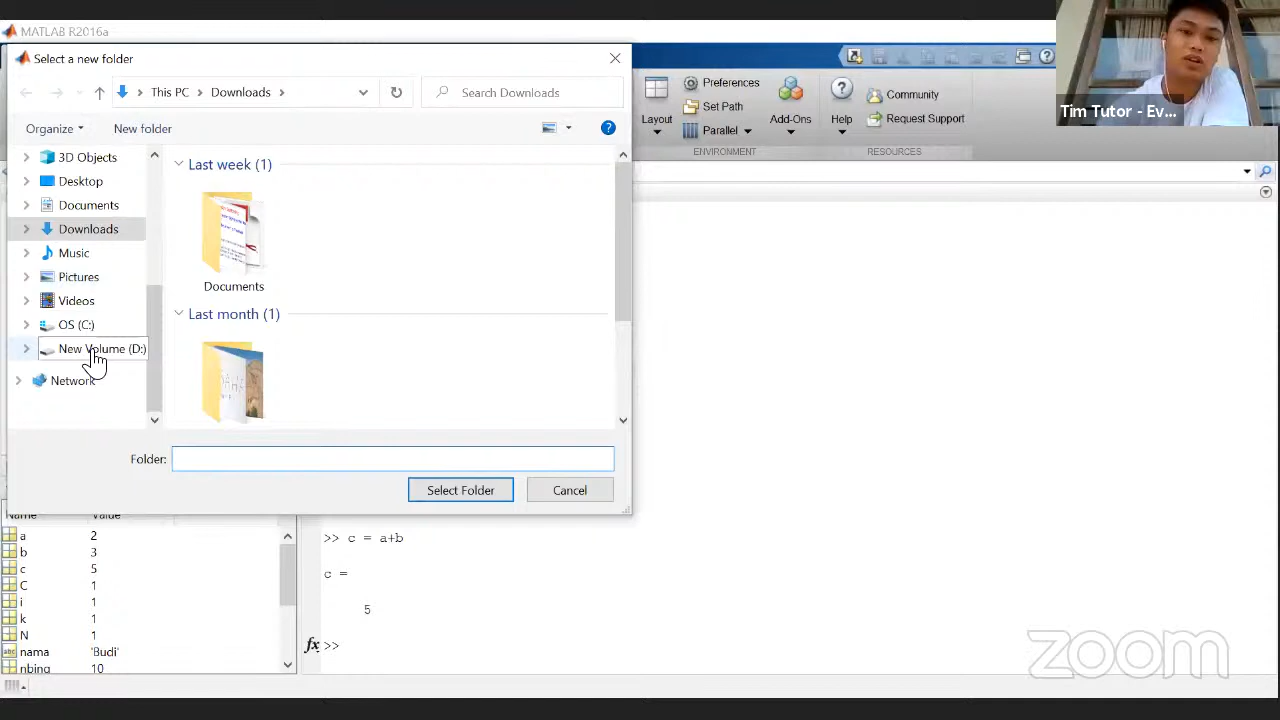 MATLAB R2016a
Select a new folder
This PC
Downloads
Search Downloads
Organize
New folder
3D Objects
Desktop
Documents
Downloads
Music
Pictures
Videos
OS (C:)
New Volume (D:)
Network
Last week (1)
Documents
Last month (1)
Folder:
Select Folder
Cancel
Layout
Preferences
Set Path
Parallel
Add-Ons
Help
Community
Request Support
ENVIRONMENT
RESOURCES
Tim Tutor - Ev...
Name Value
a 2
b 3
c 5
C 1
i 1
k 1
N 1
abc nama 'Budi'
nbing 10
>> c = a+b
c =
5
fx >>
zoom